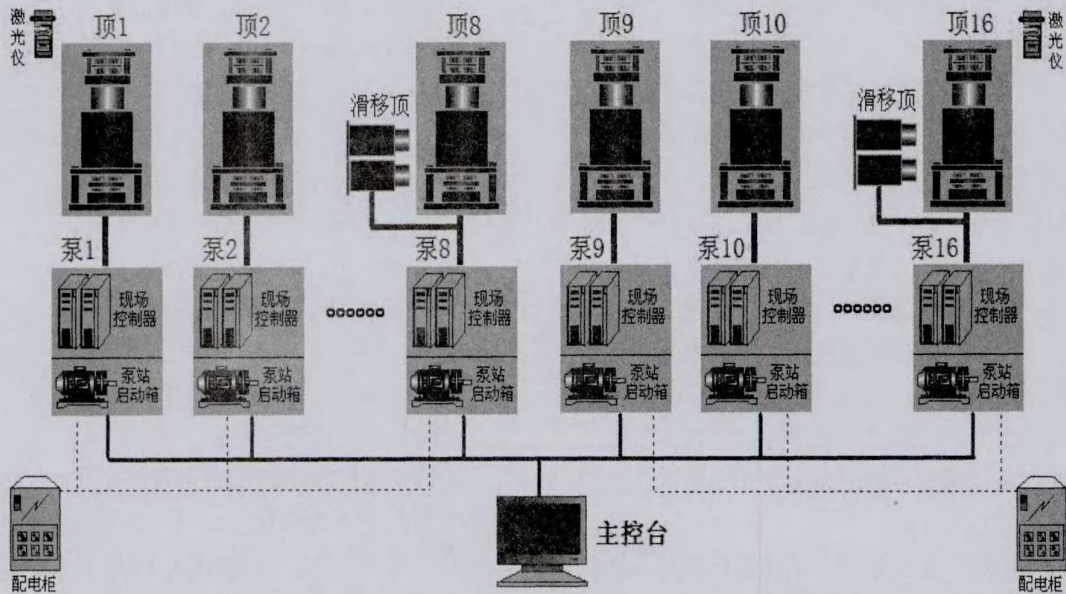 激光仪
顶1
顶2
顶8
顶9
顶10
顶16
激光仪
滑移顶
滑移顶
泵1
泵2
泵8
泵9
泵10
泵16
现场
控制器
现场
控制器
现场
控制器
现场
控制器
现场
控制器
现场
控制器
泵站
启动箱
泵站
启动箱
泵站
启动箱
泵站
启动箱
泵站
启动箱
泵站
启动箱
主控台
配电柜
配电柜